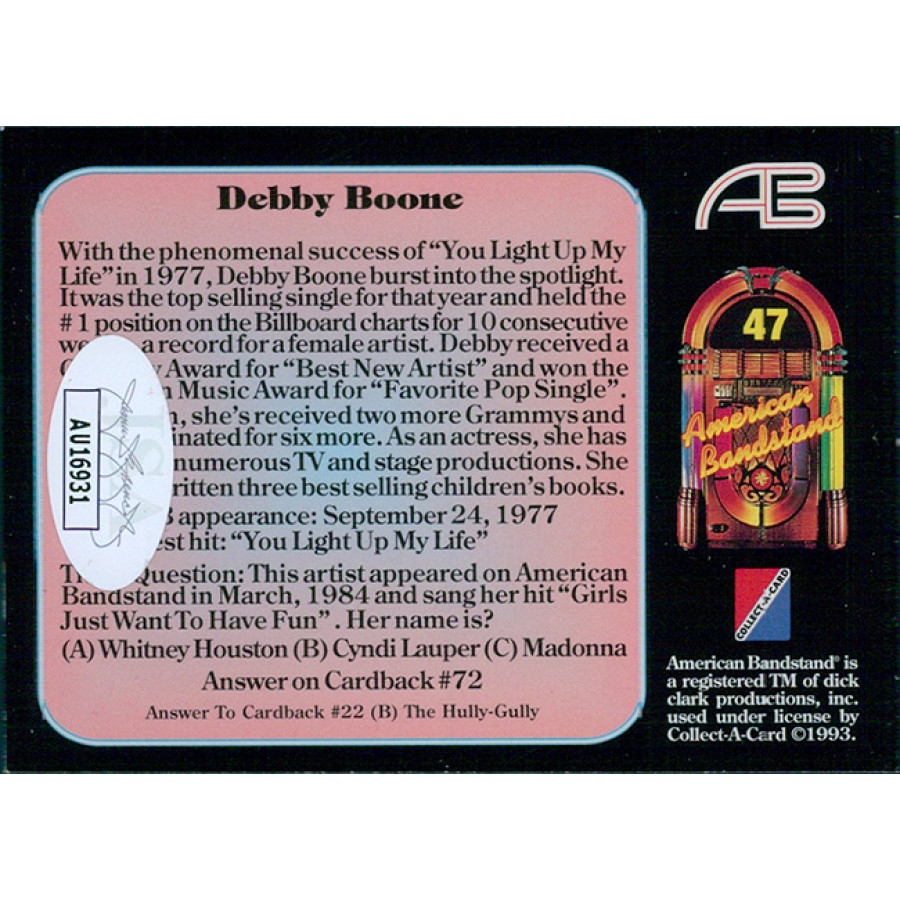 Debby Boone
With the phenomenal success of “You Light Up My
Life” in 1977, Debby Boone burst into the spotlight.
It was the top selling single for that year and held the
# 1 position on the Billboard charts for 10 consecutive
we a record for a female artist. Debby received a
Award for “Best New Artist” and won the
n Music Award for “Favorite Pop Single”.
, she's received two more Grammys and
inated for six more. As an actress, she has
numerous TV and stage productions. She
ritten three best selling children's books.
appearance: September 24, 1977
est hit: “You Light Up My Life”
Question: This artist appeared on American
Bandstand in March, 1984 and sang her hit “Girls
Just Want To Have Fun”. Her name is?
(A) Whitney Houston (B) Cyndi Lauper (C) Madonna
Answer on Cardback #72
Answer To Cardback #22 (B) The Hully-Gully
AU16931
AB
47
American
Bandstand
COLLECT-A-CARD
American Bandstand® is
a registered TM of dick
clark productions, inc.
used under license by
Collect-A-Card ©1993.